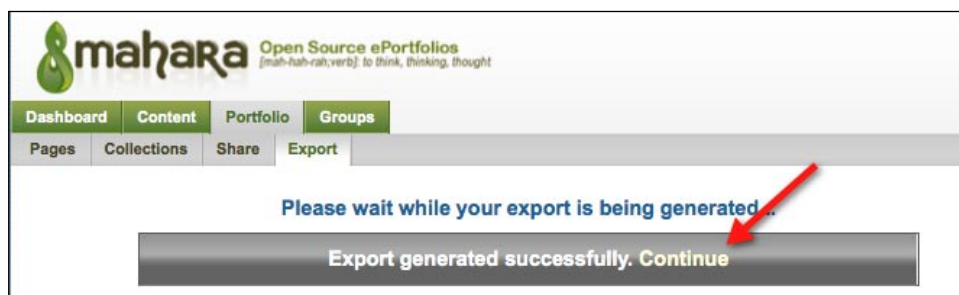 mahara Open Source ePortfolios
[mah-hah-rah;verb]: to think, thinking, thought
Dashboard Content Portfolio Groups
Pages Collections Share Export
Please wait while your export is being generated...
Export generated successfully. Continue